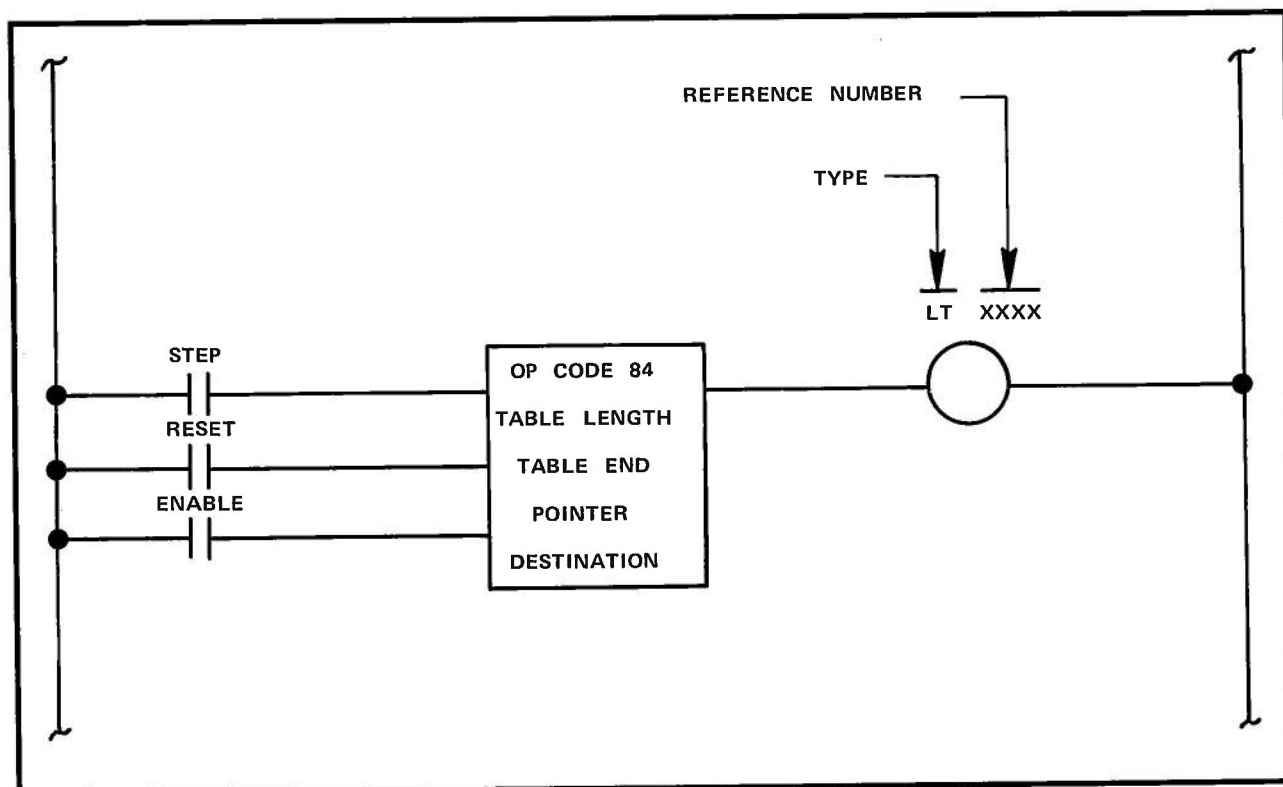 REFERENCE NUMBER
TYPE
LT XXXX
STEP
RESET
ENABLE
OP CODE 84
TABLE LENGTH
TABLE END
POINTER
DESTINATION